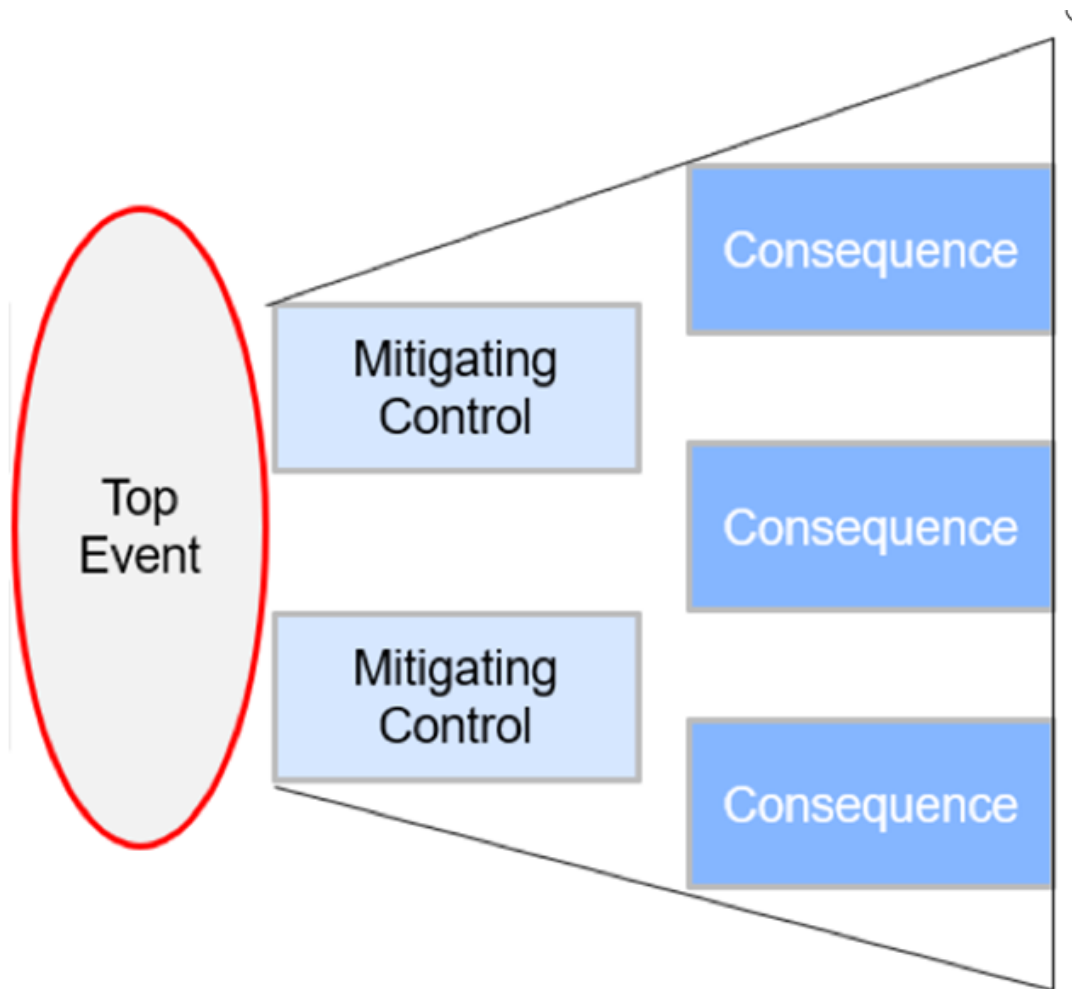 Top
Event
Mitigating
Control
Mitigating
Control
Consequence
Consequence
Consequence